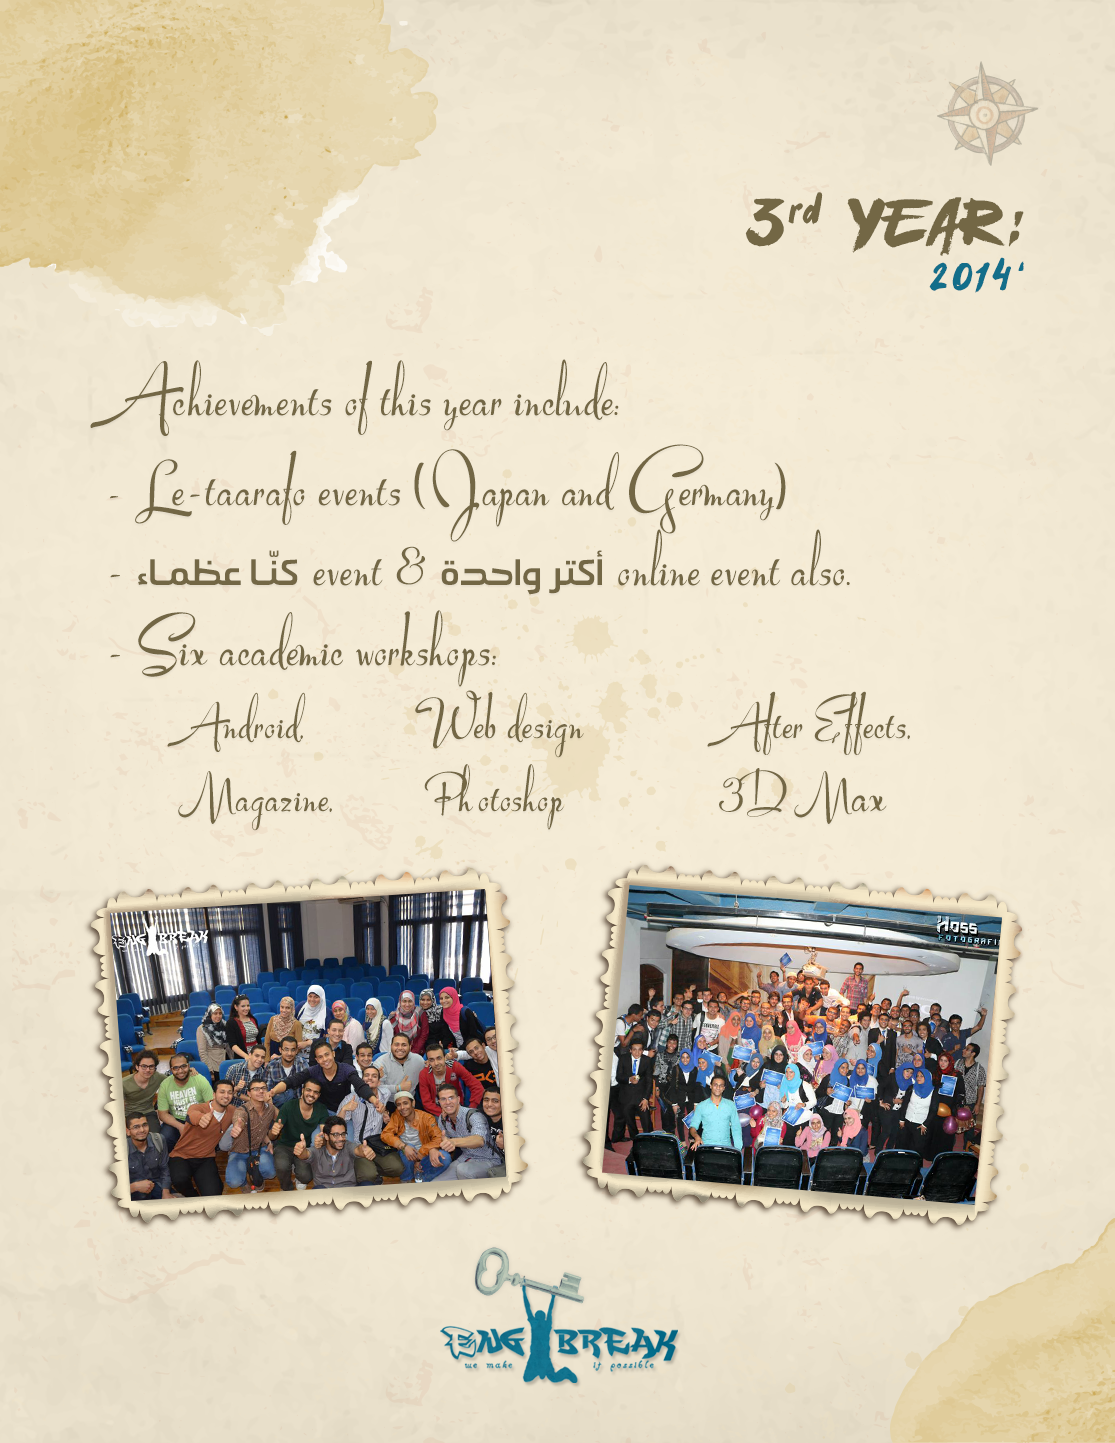 3rd YEAR:
2014'
Achievements of this year include:
- Le-taarafo events (Japan and Germany)
- كنّا عظماء event & أكتر واحدة online event also.
- Six academic workshops:
Android, Web design After Effects,
Magazine, Photoshop 3D Max
ENG BREAK
Hoss
FOTOGRAFI
HEAVEN
ENG BREAK
we make it possible